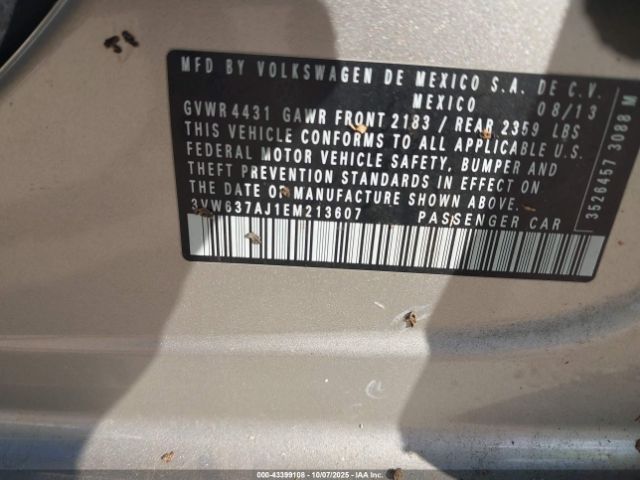 MFD BY VOLKSWAGEN DE MEXICO S.A. DE C.V.
MEXICO 08/13
GVWR 4431 GAWR FRONT 2183 / REAR 2359 LBS
THIS VEHICLE CONFORMS TO ALL APPLICABLE U.S.
FEDERAL MOTOR VEHICLE SAFETY, BUMPER AND
THEFT PREVENTION STANDARDS IN EFFECT ON
THE DATE OF MANUFACTURE SHOWN ABOVE.
3VW637AJ1EM213607 PASSENGER CAR
3526457 3088 M
000-43399108 - 10/07/2025 - IAAI.CA